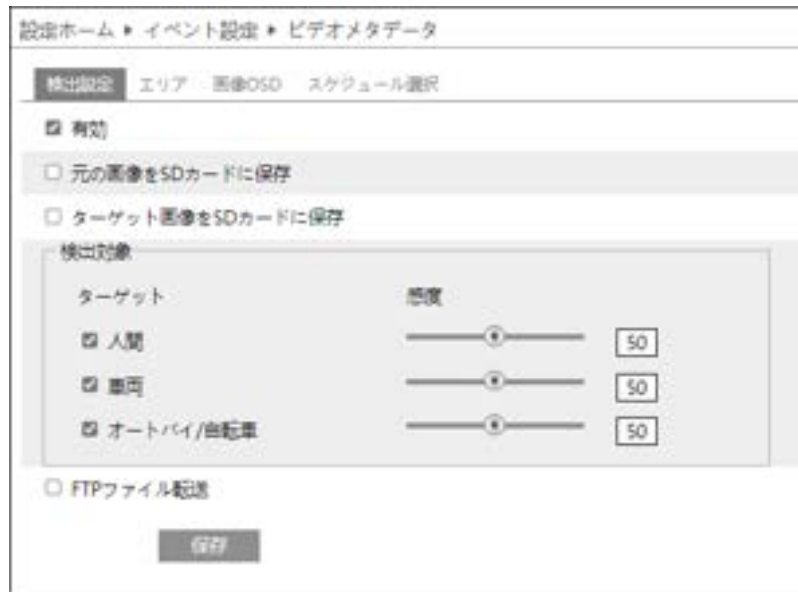 設定ホーム ▶ イベント設定 ▶ ビデオメタデータ
検出設定 エリア 画像OSD スケジュール選択
有効
元の画像をSDカードに保存
ターゲット画像をSDカードに保存
検出対象
ターゲット 感度
人間 50
車両 50
オートバイ/自転車 50
FTPファイル転送
保存